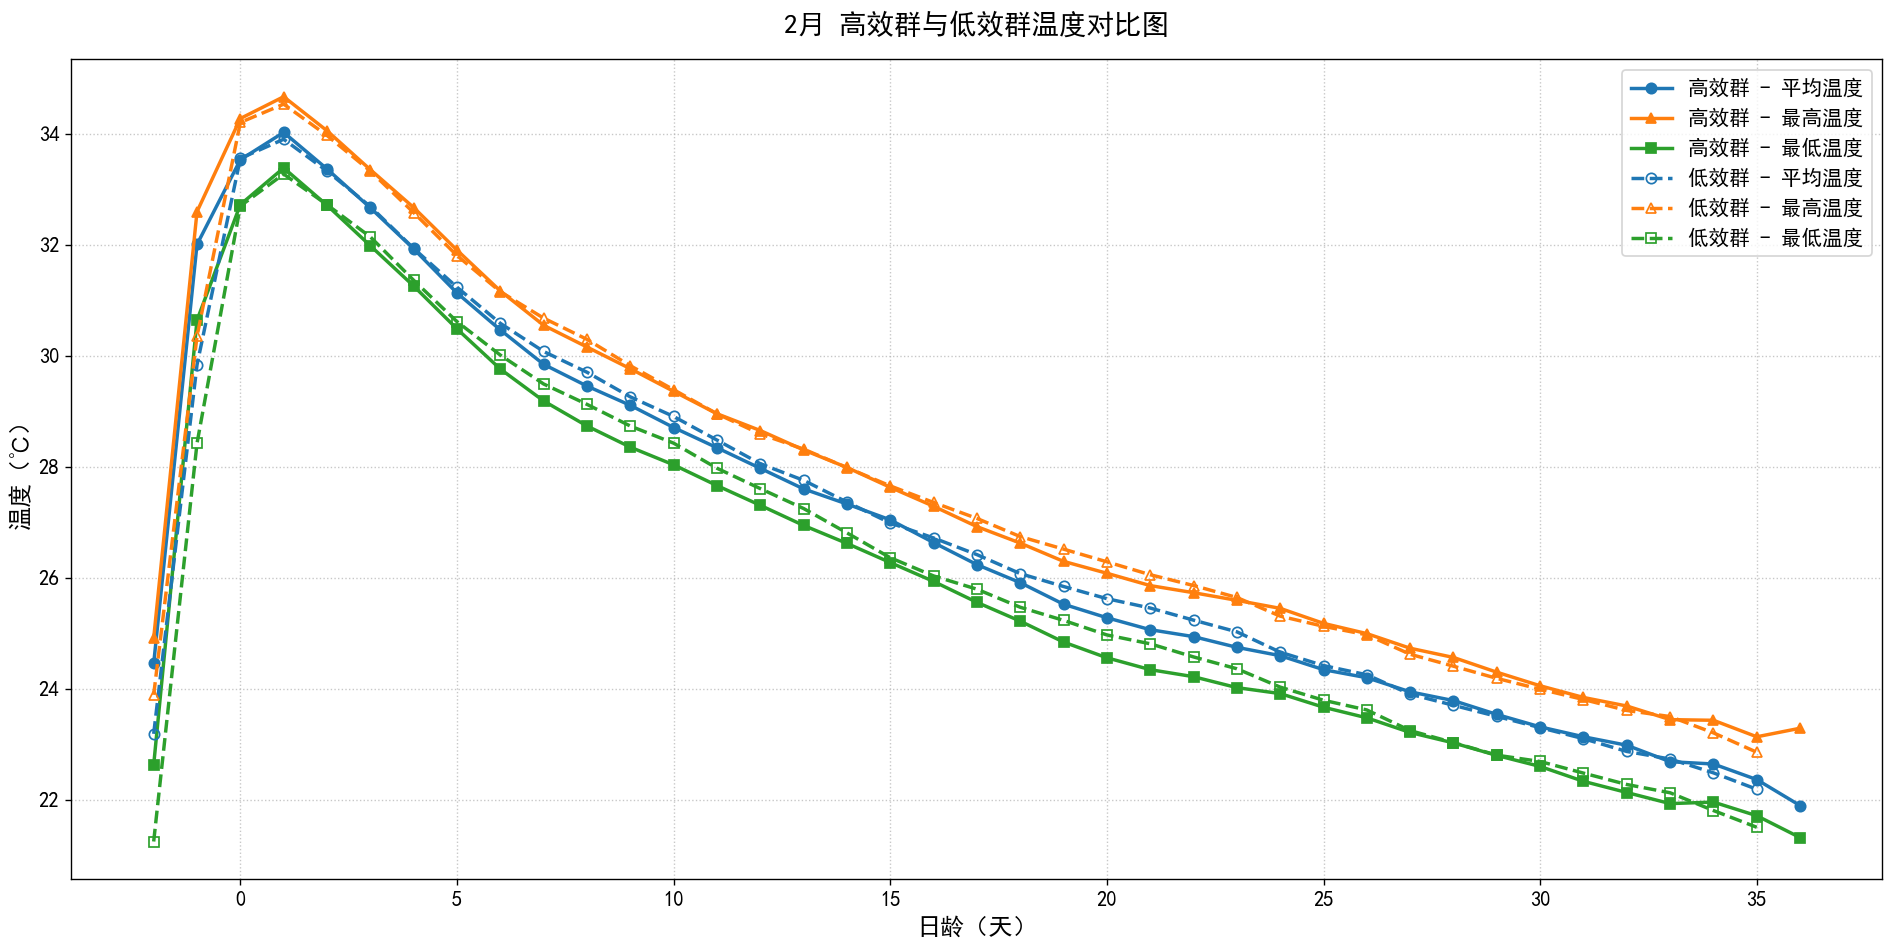 2月 高效群与低效群温度对比图
高效群 - 平均温度
高效群 - 最高温度
高效群 - 最低温度
低效群 - 平均温度
低效群 - 最高温度
低效群 - 最低温度
温度（℃）
34
32
30
28
26
24
22
0 5 10 15 20 25 30 35
日龄（天）